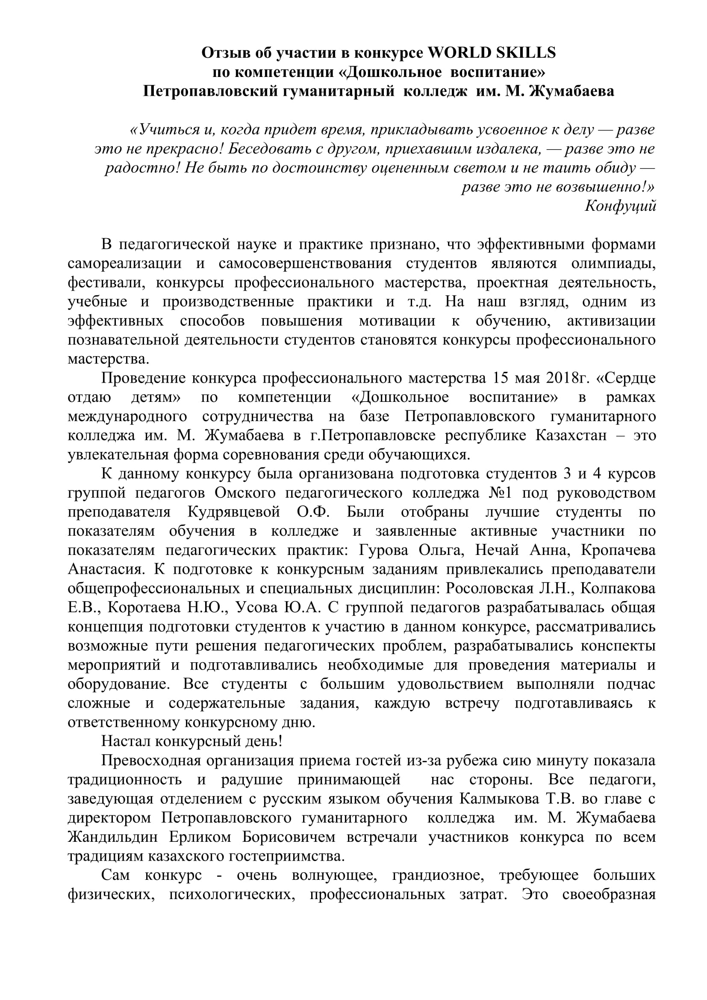 Отзыв об участии в конкурсе WORLD SKILLS
по компетенции «Дошкольное  воспитание»
Петропавловский гуманитарный  колледж  им. М. Жумабаева
«Учиться и, когда придет время, прикладывать усвоенное к делу — разве
это не прекрасно! Беседовать с другом, приехавшим издалека, — разве это не
радостно! Не быть по достоинству оцененным светом и не таить обиду —
разве это не возвышенно!»
Конфуций
В педагогической науке и практике признано, что эффективными формами
самореализации и самосовершенствования студентов являются олимпиады,
фестивали, конкурсы профессионального мастерства, проектная деятельность,
учебные и производственные практики и т.д. На наш взгляд, одним из
эффективных способов повышения мотивации к обучению, активизации
познавательной деятельности студентов становятся конкурсы профессионального
мастерства.
Проведение конкурса профессионального мастерства 15 мая 2018г. «Сердце
отдаю детям» по компетенции «Дошкольное воспитание» в рамках
международного сотрудничества на базе Петропавловского гуманитарного
колледжа им. М. Жумабаева в г.Петропавловске республике Казахстан – это
увлекательная форма соревнования среди обучающихся.
К данному конкурсу была организована подготовка студентов 3 и 4 курсов
группой педагогов Омского педагогического колледжа №1 под руководством
преподавателя Кудрявцевой О.Ф. Были отобраны лучшие студенты по
показателям обучения в колледже и заявленные активные участники по
показателям педагогических практик: Гурова Ольга, Нечай Анна, Кропачева
Анастасия. К подготовке к конкурсным заданиям привлекались преподаватели
общепрофессиональных и специальных дисциплин: Росоловская Л.Н., Колпакова
Е.В., Коротаева Н.Ю., Усова Ю.А. С группой педагогов разрабатывалась общая
концепция подготовки студентов к участию в данном конкурсе, рассматривались
возможные пути решения педагогических проблем, разрабатывались конспекты
мероприятий и подготавливались необходимые для проведения материалы и
оборудование. Все студенты с большим удовольствием выполняли подчас
сложные и содержательные задания, каждую встречу подготавливаясь к
ответственному конкурсному дню.
Настал конкурсный день!
Превосходная организация приема гостей из-за рубежа сию минуту показала
традиционность и радушие принимающей  нас стороны. Все педагоги,
заведующая отделением с русским языком обучения Калмыкова Т.В. во главе с
директором Петропавловского гуманитарного  колледжа  им. М. Жумабаева
Жандильдин Ерликом Борисовичем встречали участников конкурса по всем
традициям казахского гостеприимства.
Сам конкурс - очень волнующее, грандиозное, требующее больших
физических, психологических, профессиональных затрат. Это своеобразная